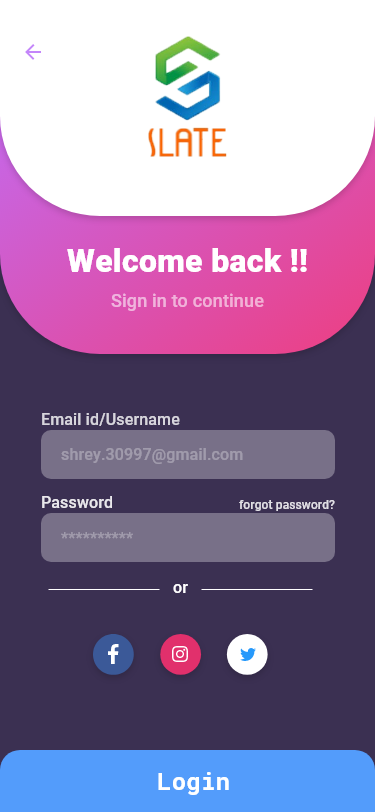 SLATE
Welcome back !!
Sign in to continue
Email id/Username
shrey.30997@gmail.com
Password
forgot password?
**********
or
Login